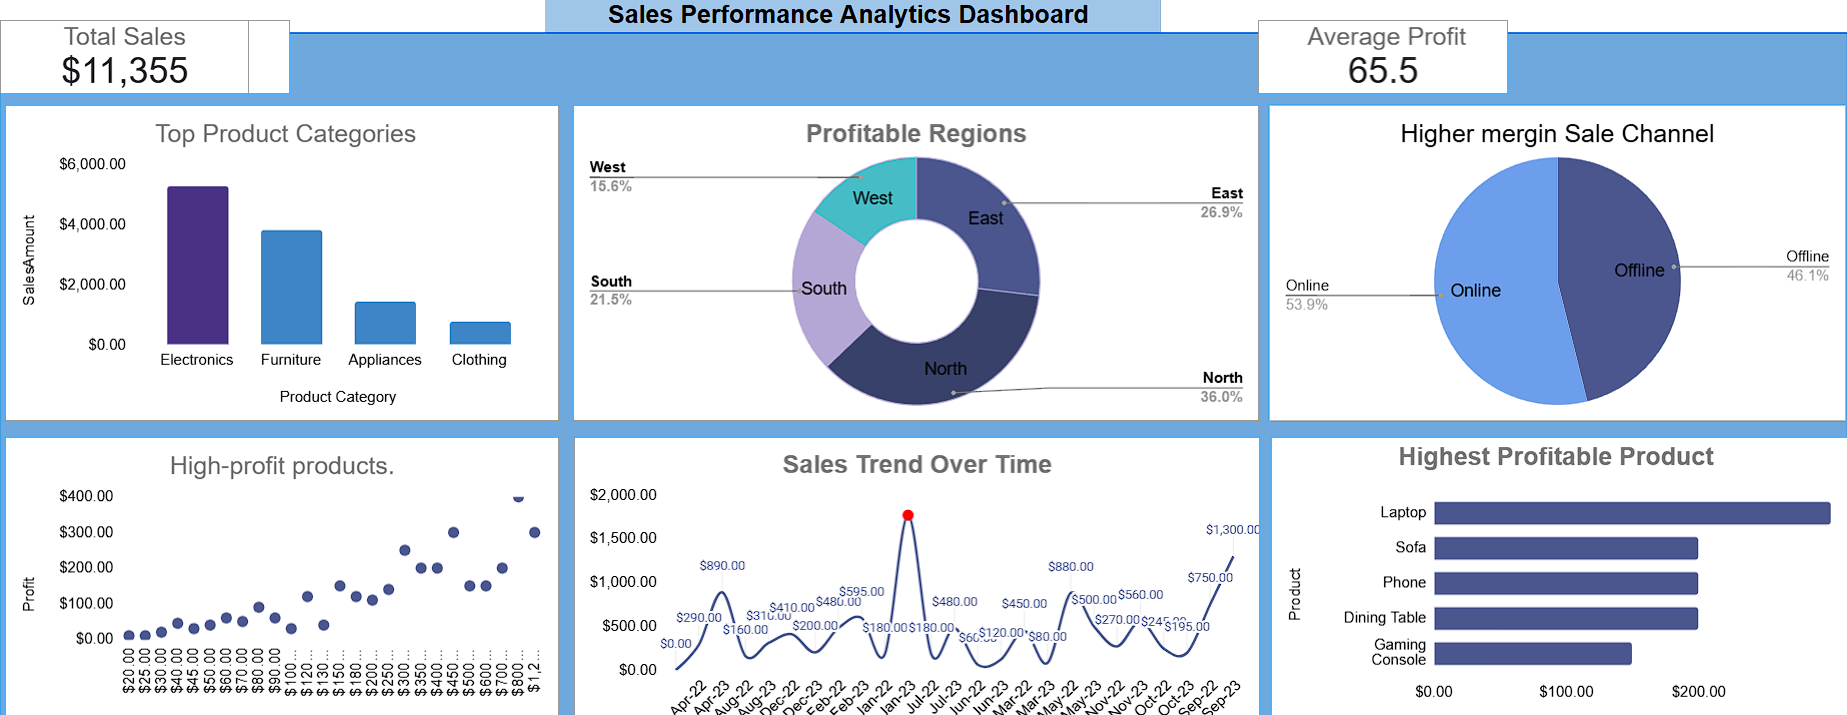 Sales Performance Analytics Dashboard
Total Sales
$11,355
Average Profit
65.5
Top Product Categories
$6,000.00
$4,000.00
$2,000.00
$0.00
SalesAmount
Electronics
Furniture
Appliances
Clothing
Product Category
Profitable Regions
West
15.6%
South
21.5%
East
26.9%
North
36.0%
West
East
South
North
Higher mergin Sale Channel
Online
53.9%
Offline
46.1%
Online
Offline
High-profit products.
$400.00
$300.00
$200.00
$100.00
$0.00
Profit
$20.00
$25.00
$30.00
$40.00
$45.00
$50.00
$60.00
$70.00
$80.00
$90.00
$100…
$120…
$130…
$150…
$180…
$200…
$250…
$300…
$350…
$400…
$450…
$500…
$600…
$700…
$800…
$1,2…
Sales Trend Over Time
$2,000.00
$1,500.00
$1,000.00
$500.00
$0.00
$0.00
$290.00
$890.00
$160.00
$310.00
$410.00
$200.00
$480.00
$595.00
$180.00
$180.00
$480.00
$120.00
$450.00
$80.00
$880.00
$500.00
$270.00
$560.00
$195.00
$750.00
$1,300.00
Apr-22
Apr-23
Aug-22
Aug-23
Dec-22
Dec-23
Feb-22
Feb-23
Jan-22
Jan-23
Jul-22
Jul-23
Jun-22
Jun-23
Mar-22
Mar-23
May-22
May-23
Nov-22
Nov-23
Oct-22
Oct-23
Sep-22
Sep-23
Highest Profitable Product
Product
Laptop
Sofa
Phone
Dining Table
Gaming
Console
$0.00
$100.00
$200.00